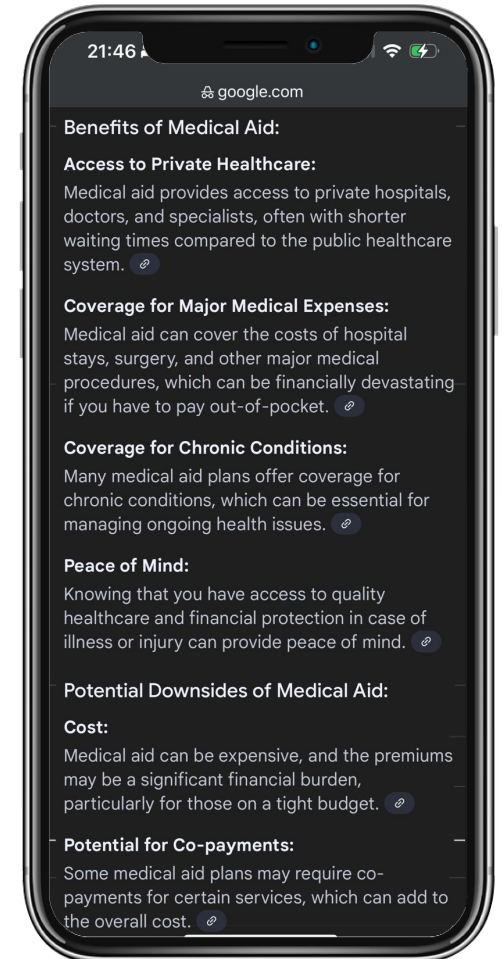 21:46
google.com
Benefits of Medical Aid:
Access to Private Healthcare:
Medical aid provides access to private hospitals,
doctors, and specialists, often with shorter
waiting times compared to the public healthcare
system.
Coverage for Major Medical Expenses:
Medical aid can cover the costs of hospital
stays, surgery, and other major medical
procedures, which can be financially devastating
if you have to pay out-of-pocket.
Coverage for Chronic Conditions:
Many medical aid plans offer coverage for
chronic conditions, which can be essential for
managing ongoing health issues.
Peace of Mind:
Knowing that you have access to quality
healthcare and financial protection in case of
illness or injury can provide peace of mind.
Potential Downsides of Medical Aid:
Cost:
Medical aid can be expensive, and the premiums
may be a significant financial burden,
particularly for those on a tight budget.
Potential for Co-payments:
Some medical aid plans may require co-
payments for certain services, which can add to
the overall cost.